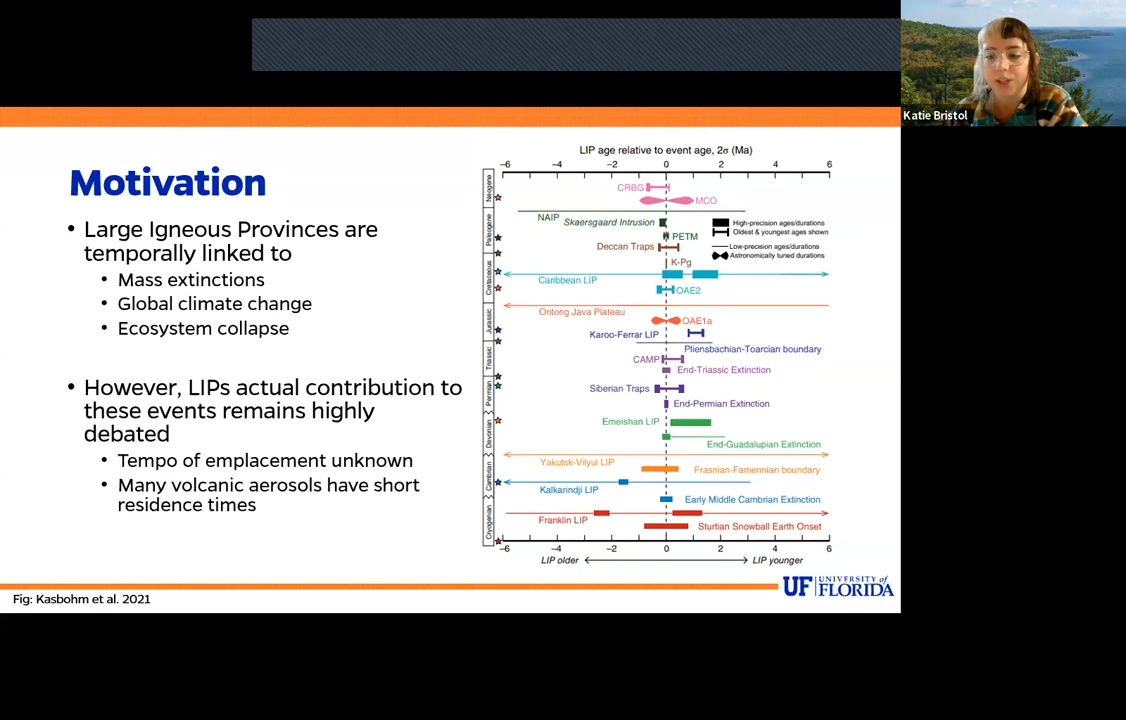 Katie Bristol
Motivation
• Large Igneous Provinces are
temporally linked to
• Mass extinctions
• Global climate change
• Ecosystem collapse
• However, LIPs actual contribution to
these events remains highly
debated
• Tempo of emplacement unknown
• Many volcanic aerosols have short
residence times
LIP age relative to event age, 2σ (Ma)
−6 −4 −2 0 2 4 6
Neogene
Paleogene
Cretaceous
Jurassic
Triassic
Permian
Devonian
Cambrian
Cryogenian
CRBG
MCO
NAIP
Skaersgaard Intrusion
PETM
Deccan Traps
K-Pg
High-precision ages/durations
Oldest & youngest ages shown
Low-precision ages/durations
Astronomically tuned durations
Caribbean LIP
OAE2
Ontong Java Plateau
OAE1a
Karoo-Ferrar LIP
Pliensbachian-Toarcian boundary
CAMP
End-Triassic Extinction
Siberian Traps
End-Permian Extinction
Emeishan LIP
End-Guadalupian Extinction
Yakutsk-Vilyui LIP
Frasnian-Famennian boundary
Kalkarindji LIP
Early Middle Cambrian Extinction
Franklin LIP
Sturtian Snowball Earth Onset
−6 −4 −2 0 2 4 6
LIP older LIP younger
UF UNIVERSITY of
FLORIDA
Fig: Kasbohm et al. 2021